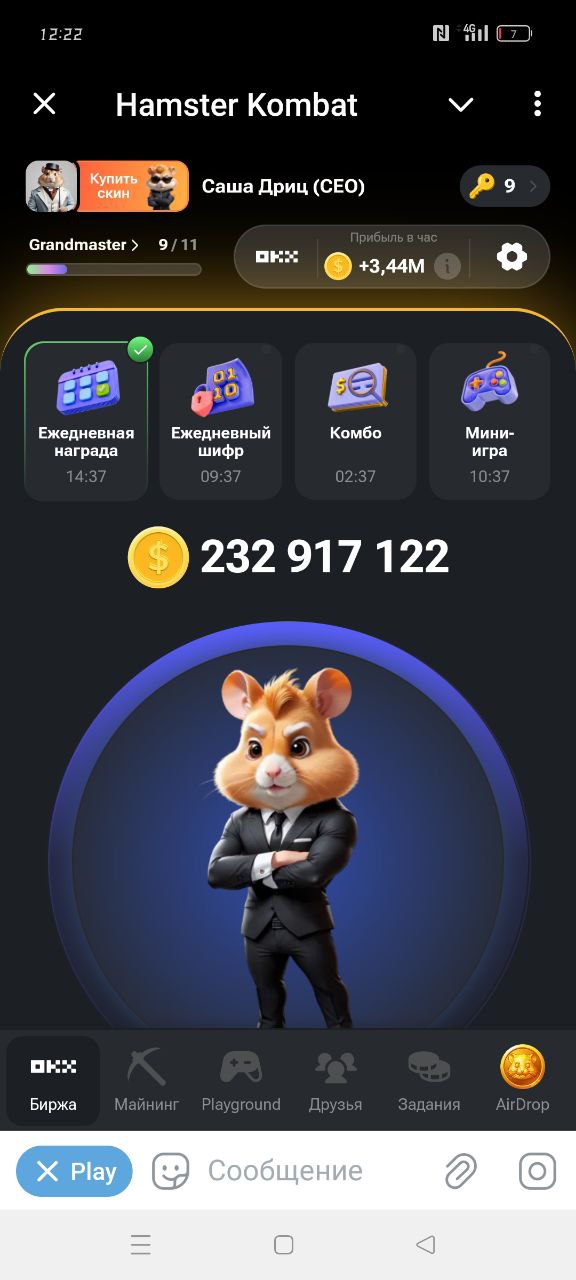 12:22
4G
7
Hamster Kombat
Купить
скин
Саша Дриц (CEO)
9
Grandmaster
9 / 11
OKX
Прибыль в час
+3,44M
Ежедневная
награда
14:37
Ежедневный
шифр
09:37
Комбо
02:37
Мини-
игра
10:37
232 917 122
OKX
Биржа
Майнинг
Playground
Друзья
Задания
AirDrop
Play
Сообщение